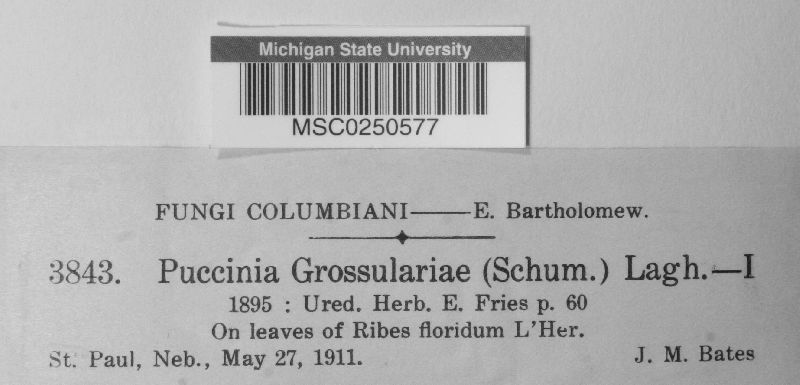 Michigan State University
MSC0250577
FUNGI COLUMBIANI——E. Bartholomew.
3843. Puccinia Grossulariae (Schum.) Lagh.—I
1895 : Ured. Herb. E. Fries p. 60
On leaves of Ribes floridum L'Her.
St. Paul, Neb., May 27, 1911. J. M. Bates